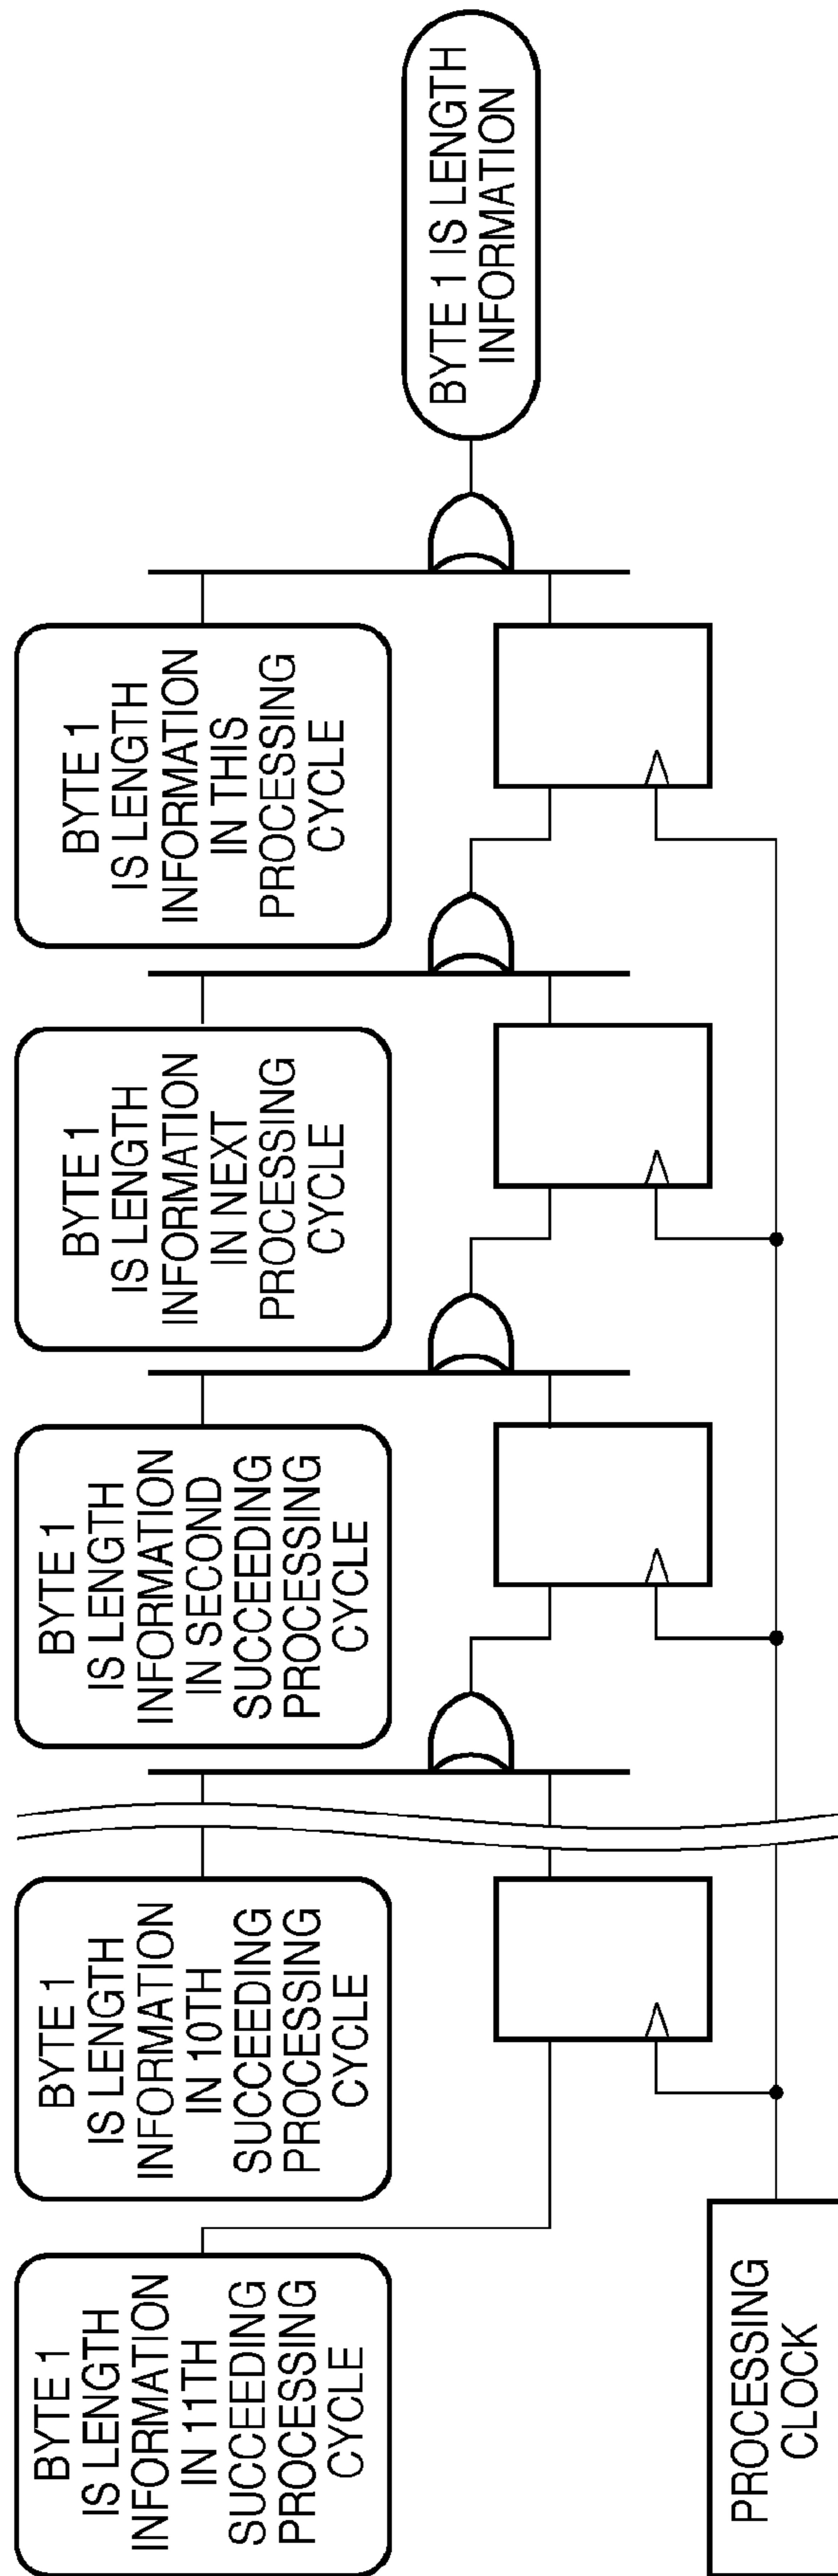 BYTE 1
IS LENGTH
INFORMATION
IN 11TH
SUCCEEDING
PROCESSING
CYCLE
BYTE 1
IS LENGTH
INFORMATION
IN 10TH
SUCCEEDING
PROCESSING
CYCLE
BYTE 1
IS LENGTH
INFORMATION
IN SECOND
SUCCEEDING
PROCESSING
CYCLE
BYTE 1
IS LENGTH
INFORMATION
IN NEXT
PROCESSING
CYCLE
BYTE 1
IS LENGTH
INFORMATION
IN THIS
PROCESSING
CYCLE
BYTE 1 IS LENGTH
INFORMATION
PROCESSING
CLOCK